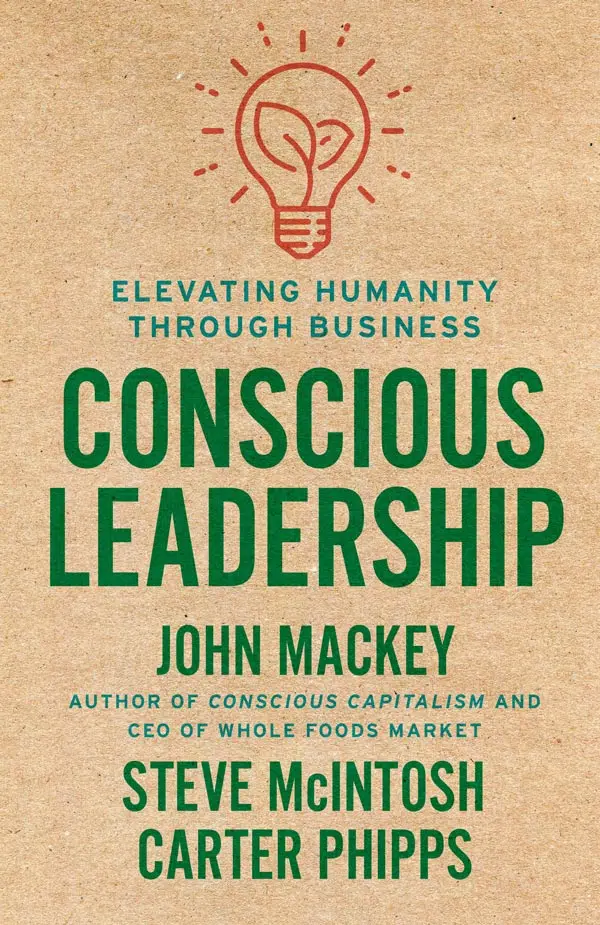 ELEVATING HUMANITY
THROUGH BUSINESS
CONSCIOUS
LEADERSHIP
JOHN MACKEY
AUTHOR OF CONSCIOUS CAPITALISM AND
CEO OF WHOLE FOODS MARKET
STEVE McINTOSH
CARTER PHIPPS